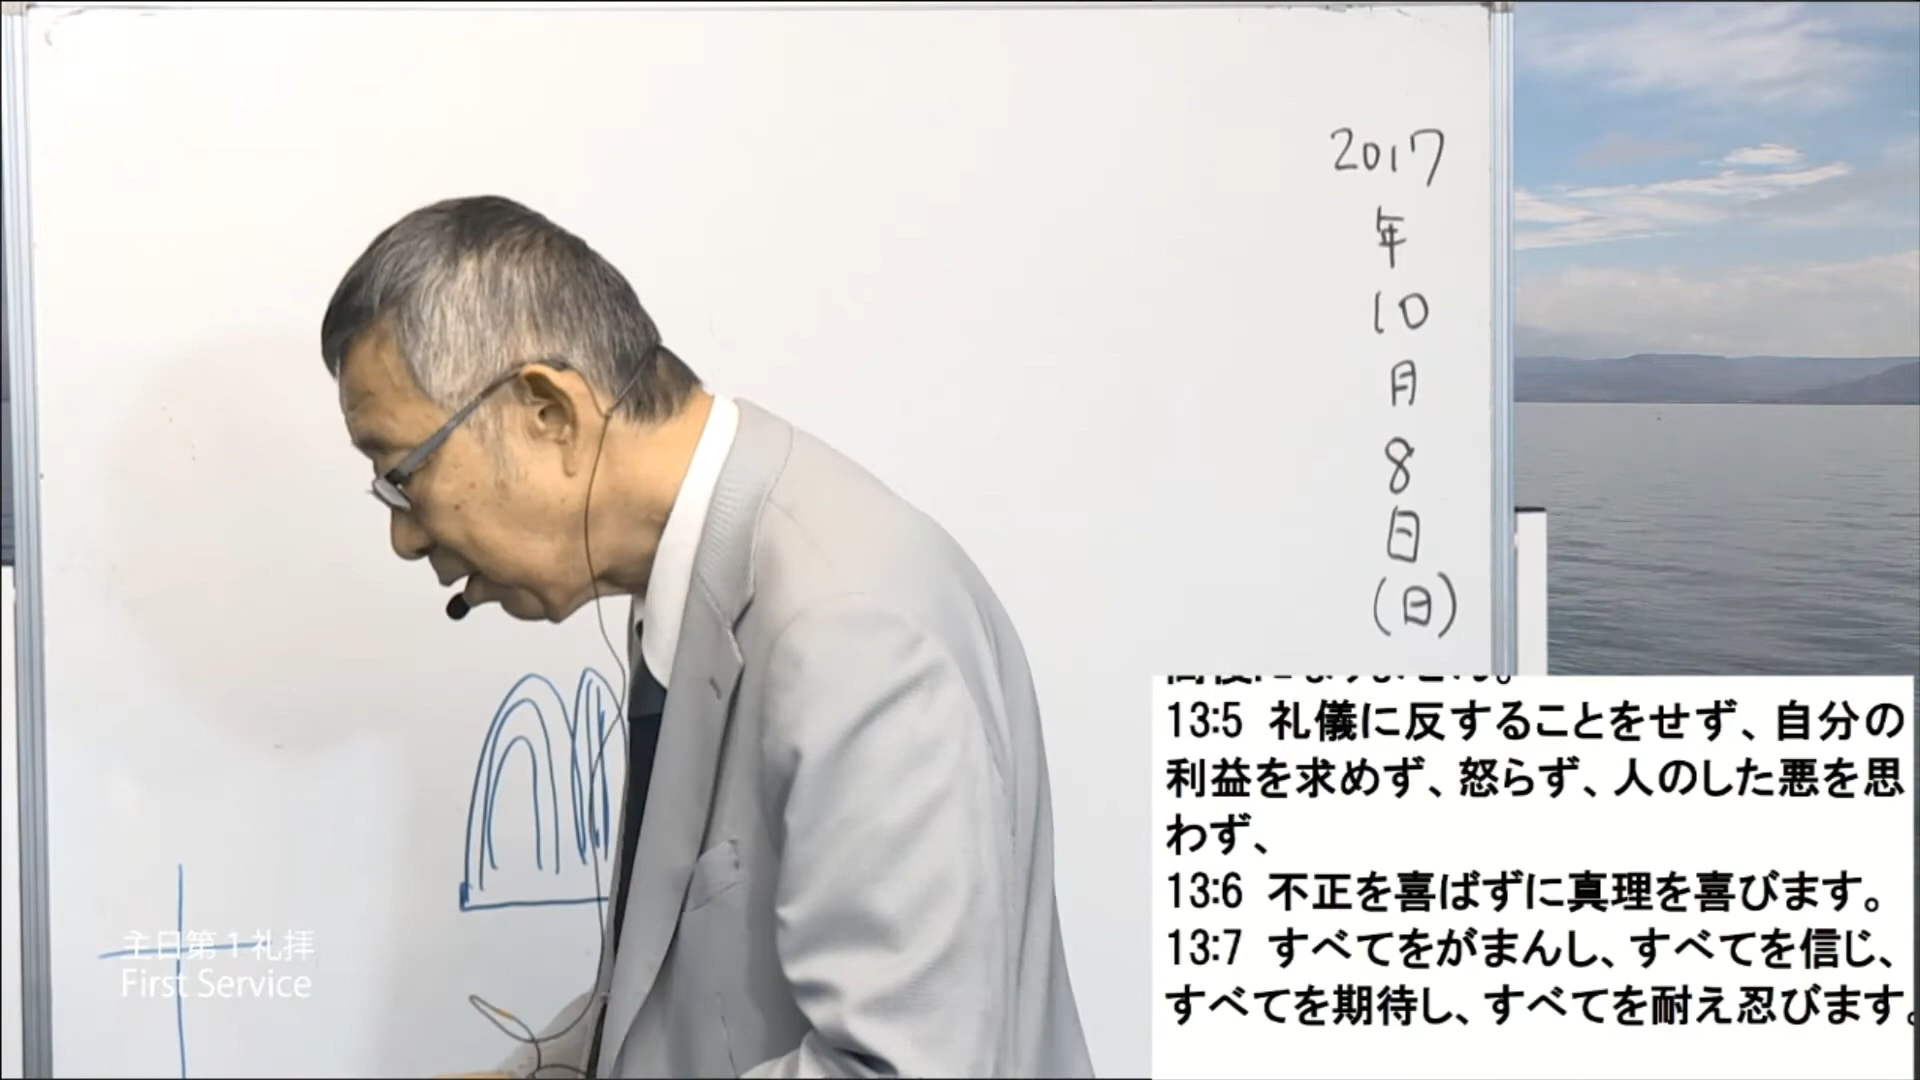 2017
年
10
月
8
日
(日)
13:5 礼儀に反することをせず、自分の
利益を求めず、怒らず、人のした悪を思
わず、
13:6 不正を喜ばずに真理を喜びます。
13:7 すべてをがまんし、すべてを信じ、
すべてを期待し、すべてを耐え忍びます。
主日第1礼拝
First Service